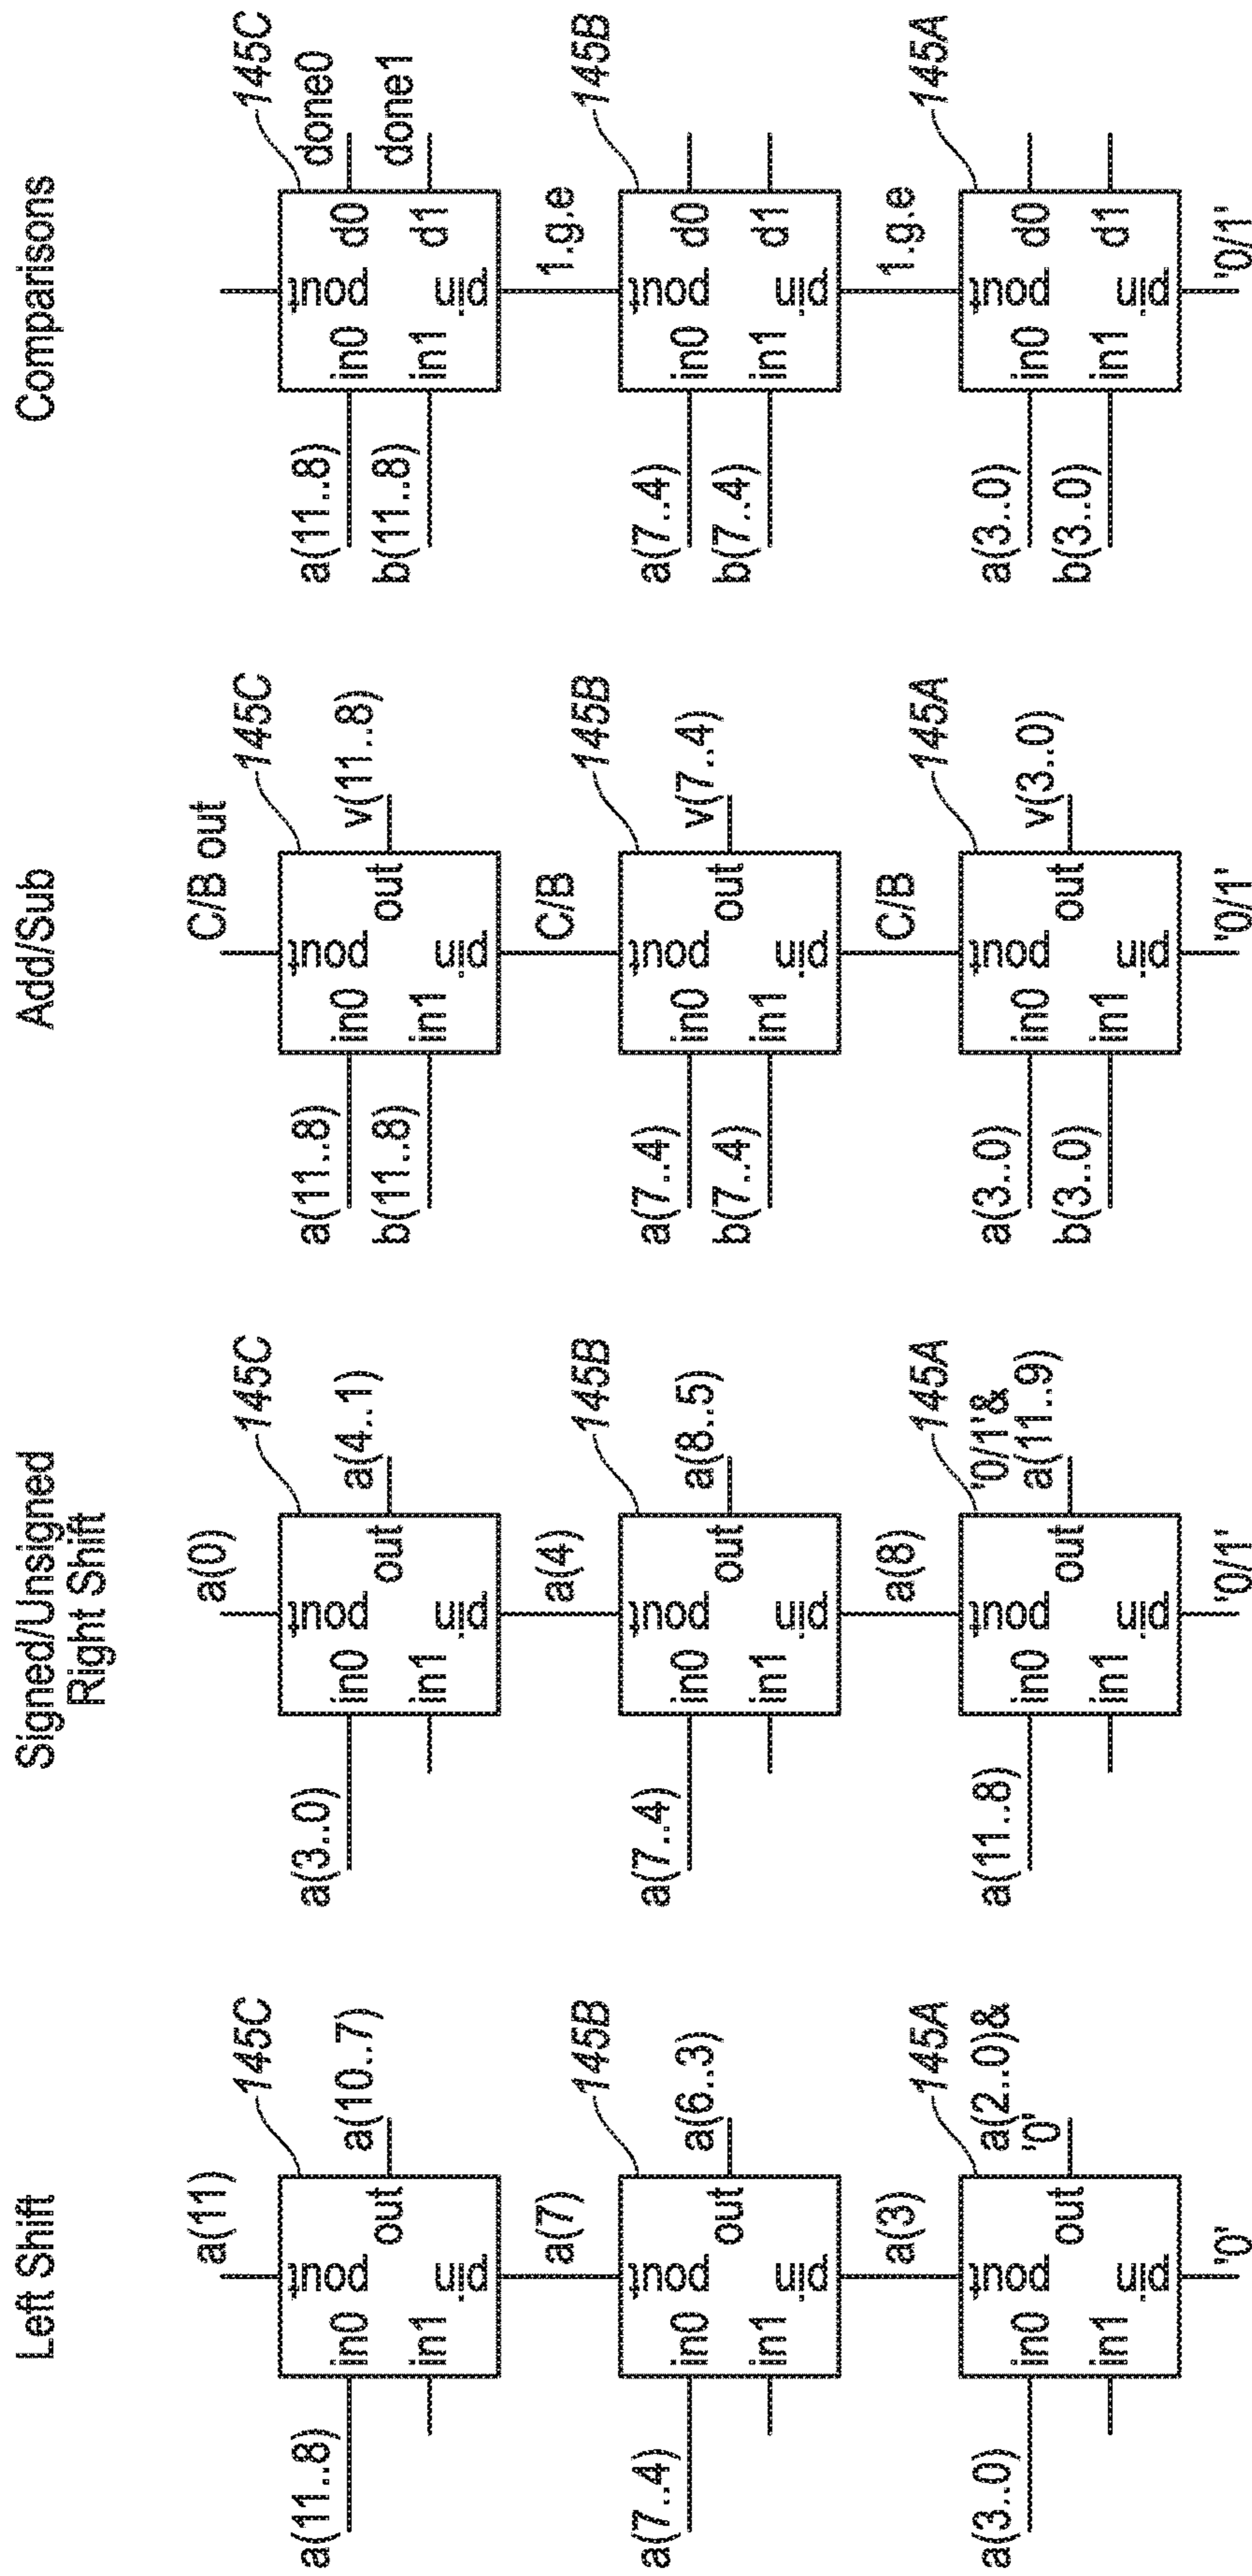 Left Shift
a(11)
145C
a(11..8)
in0
pout
in1
pin
out
a(10..7)
a(7)
145B
a(7..4)
in0
pout
in1
pin
out
a(6..3)
a(3)
145A
a(3..0)
in0
pout
in1
pin
out
a(2..0)&
'0'
'0'
Signed/Unsigned
Right Shift
a(0)
145C
a(3..0)
in0
pout
in1
pin
out
a(4..1)
a(4)
145B
a(7..4)
in0
pout
in1
pin
out
a(8..5)
a(8)
145A
a(11..8)
in0
pout
in1
pin
out
'0/1'&
a(11..9)
'0/1'
Add/Sub
C/B out
145C
a(11..8)
b(11..8)
in0
pout
in1
pin
out
v(11..8)
C/B
145B
a(7..4)
b(7..4)
in0
pout
in1
pin
out
v(7..4)
C/B
145A
a(3..0)
b(3..0)
in0
pout
in1
pin
out
v(3..0)
'0/1'
Comparisons
145C
a(11..8)
b(11..8)
in0
pout
d0
in1
pin
d1
done0
done1
1.g.e
145B
a(7..4)
b(7..4)
in0
pout
d0
in1
pin
d1
1.g.e
145A
a(3..0)
b(3..0)
in0
pout
d0
in1
pin
d1
'0/1'